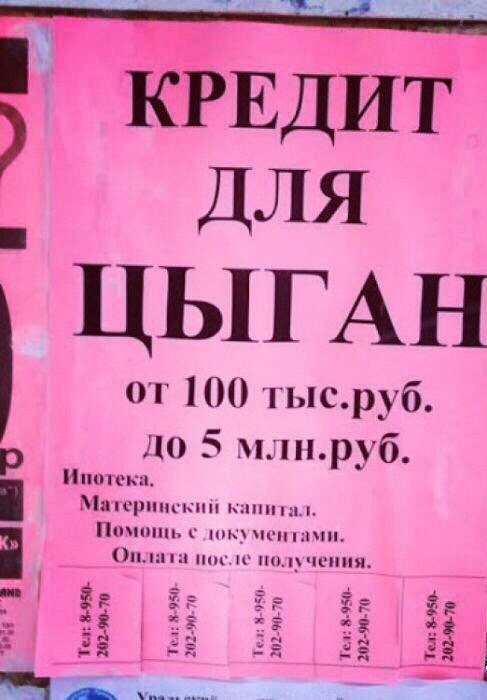 КРЕДИТ
ДЛЯ
ЦЫГАН
от 100 тыс.руб.
до 5 млн.руб.
Ипотека.
Материнский капитал.
Помощь с документами.
Оплата после получения.
Тел: 8-950-
202-90-70
Тел: 8-950-
202-90-70
Тел: 8-950-
202-90-70
Тел: 8-950-
202-90-70
Тел: 8-950-
202-90-70